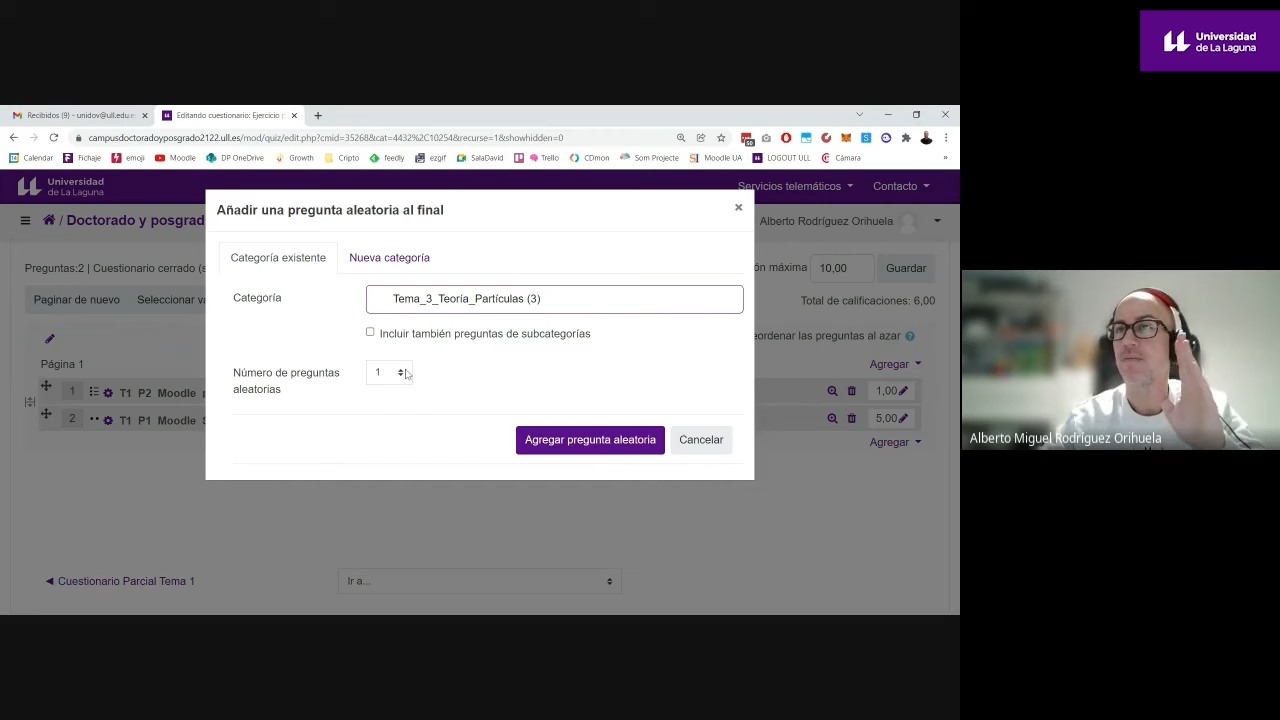 Universidad
de La Laguna
Recibidos (9) - unidov@ull.edu.e
Editando cuestionario: Ejercicio p
campusdoctoradoyposgrado2122.ull.es/mod/quiz/edit.php?cmid=35268&cat=4432%2C10254&recurse=1&showhidden=0
Calendar
Fichaje
emoji
Moodle
DP OneDrive
Growth
Cripto
feedly
ezgif
SalaDavid
Trello
CDmon
Som Projecte
Moodle UA
LOGOUT ULL
Cámara
»
Universidad
de La Laguna
Servicios telemáticos
Contacto
/ Doctorado y posgrad
Alberto Rodríguez Orihuela
Añadir una pregunta aleatoria al final
×
Categoría existente
Nueva categoría
Preguntas:2 | Cuestionario cerrado (s
ón máxima
10,00
Guardar
Categoría
Tema_3_Teoría_Partículas (3)
Paginar de nuevo
Seleccionar va
Total de calificaciones: 6,00
Incluir también preguntas de subcategorías
eordenar las preguntas al azar
Página 1
Agregar
Número de preguntas
aleatorias
1
1
T1 P2 Moodle
1,00
2
T1 P1 Moodle S
5,00
Agregar pregunta aleatoria
Cancelar
Agregar
Alberto Miguel Rodríguez Orihuela
◄ Cuestionario Parcial Tema 1
Ir a...